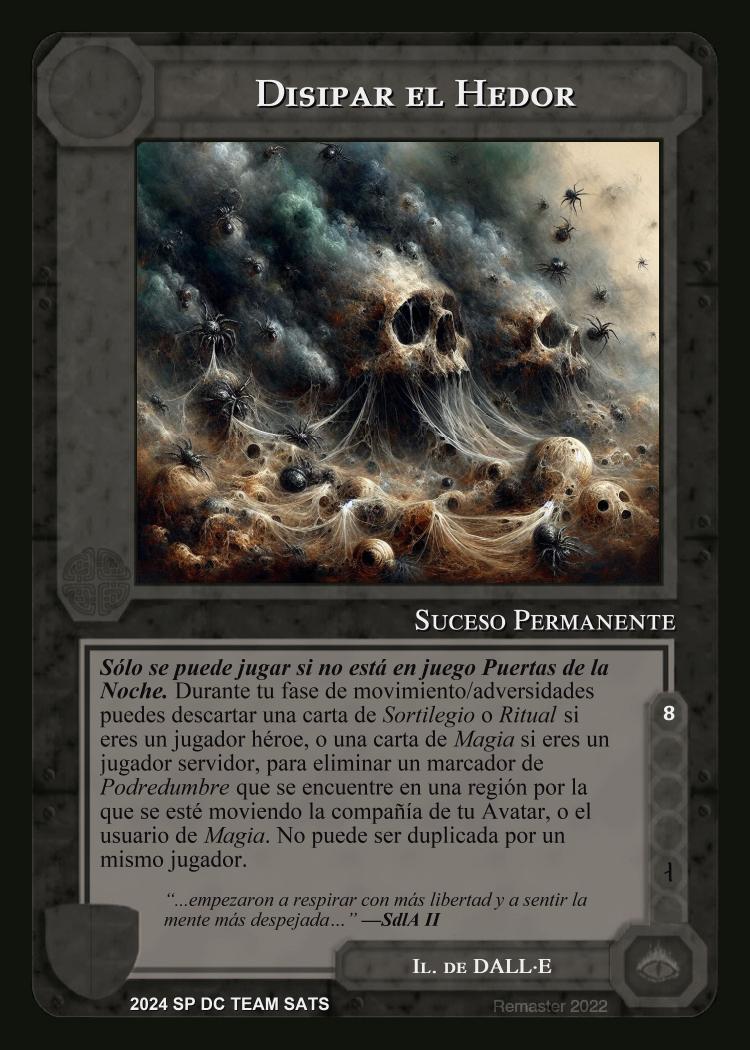 Disipar el Hedor
Suceso Permanente
Sólo se puede jugar si no está en juego Puertas de la
Noche. Durante tu fase de movimiento/adversidades
puedes descartar una carta de Sortilegio o Ritual si
eres un jugador héroe, o una carta de Magia si eres un
jugador servidor, para eliminar un marcador de
Podredumbre que se encuentre en una región por la
que se esté moviendo la compañía de tu Avatar, o el
usuario de Magia. No puede ser duplicada por un
mismo jugador.
8
“...empezaron a respirar con más libertad y a sentir la
mente más despejada…” —SdlA II
Il. de DALL·E
2024 SP DC TEAM SATS
Remaster 2022